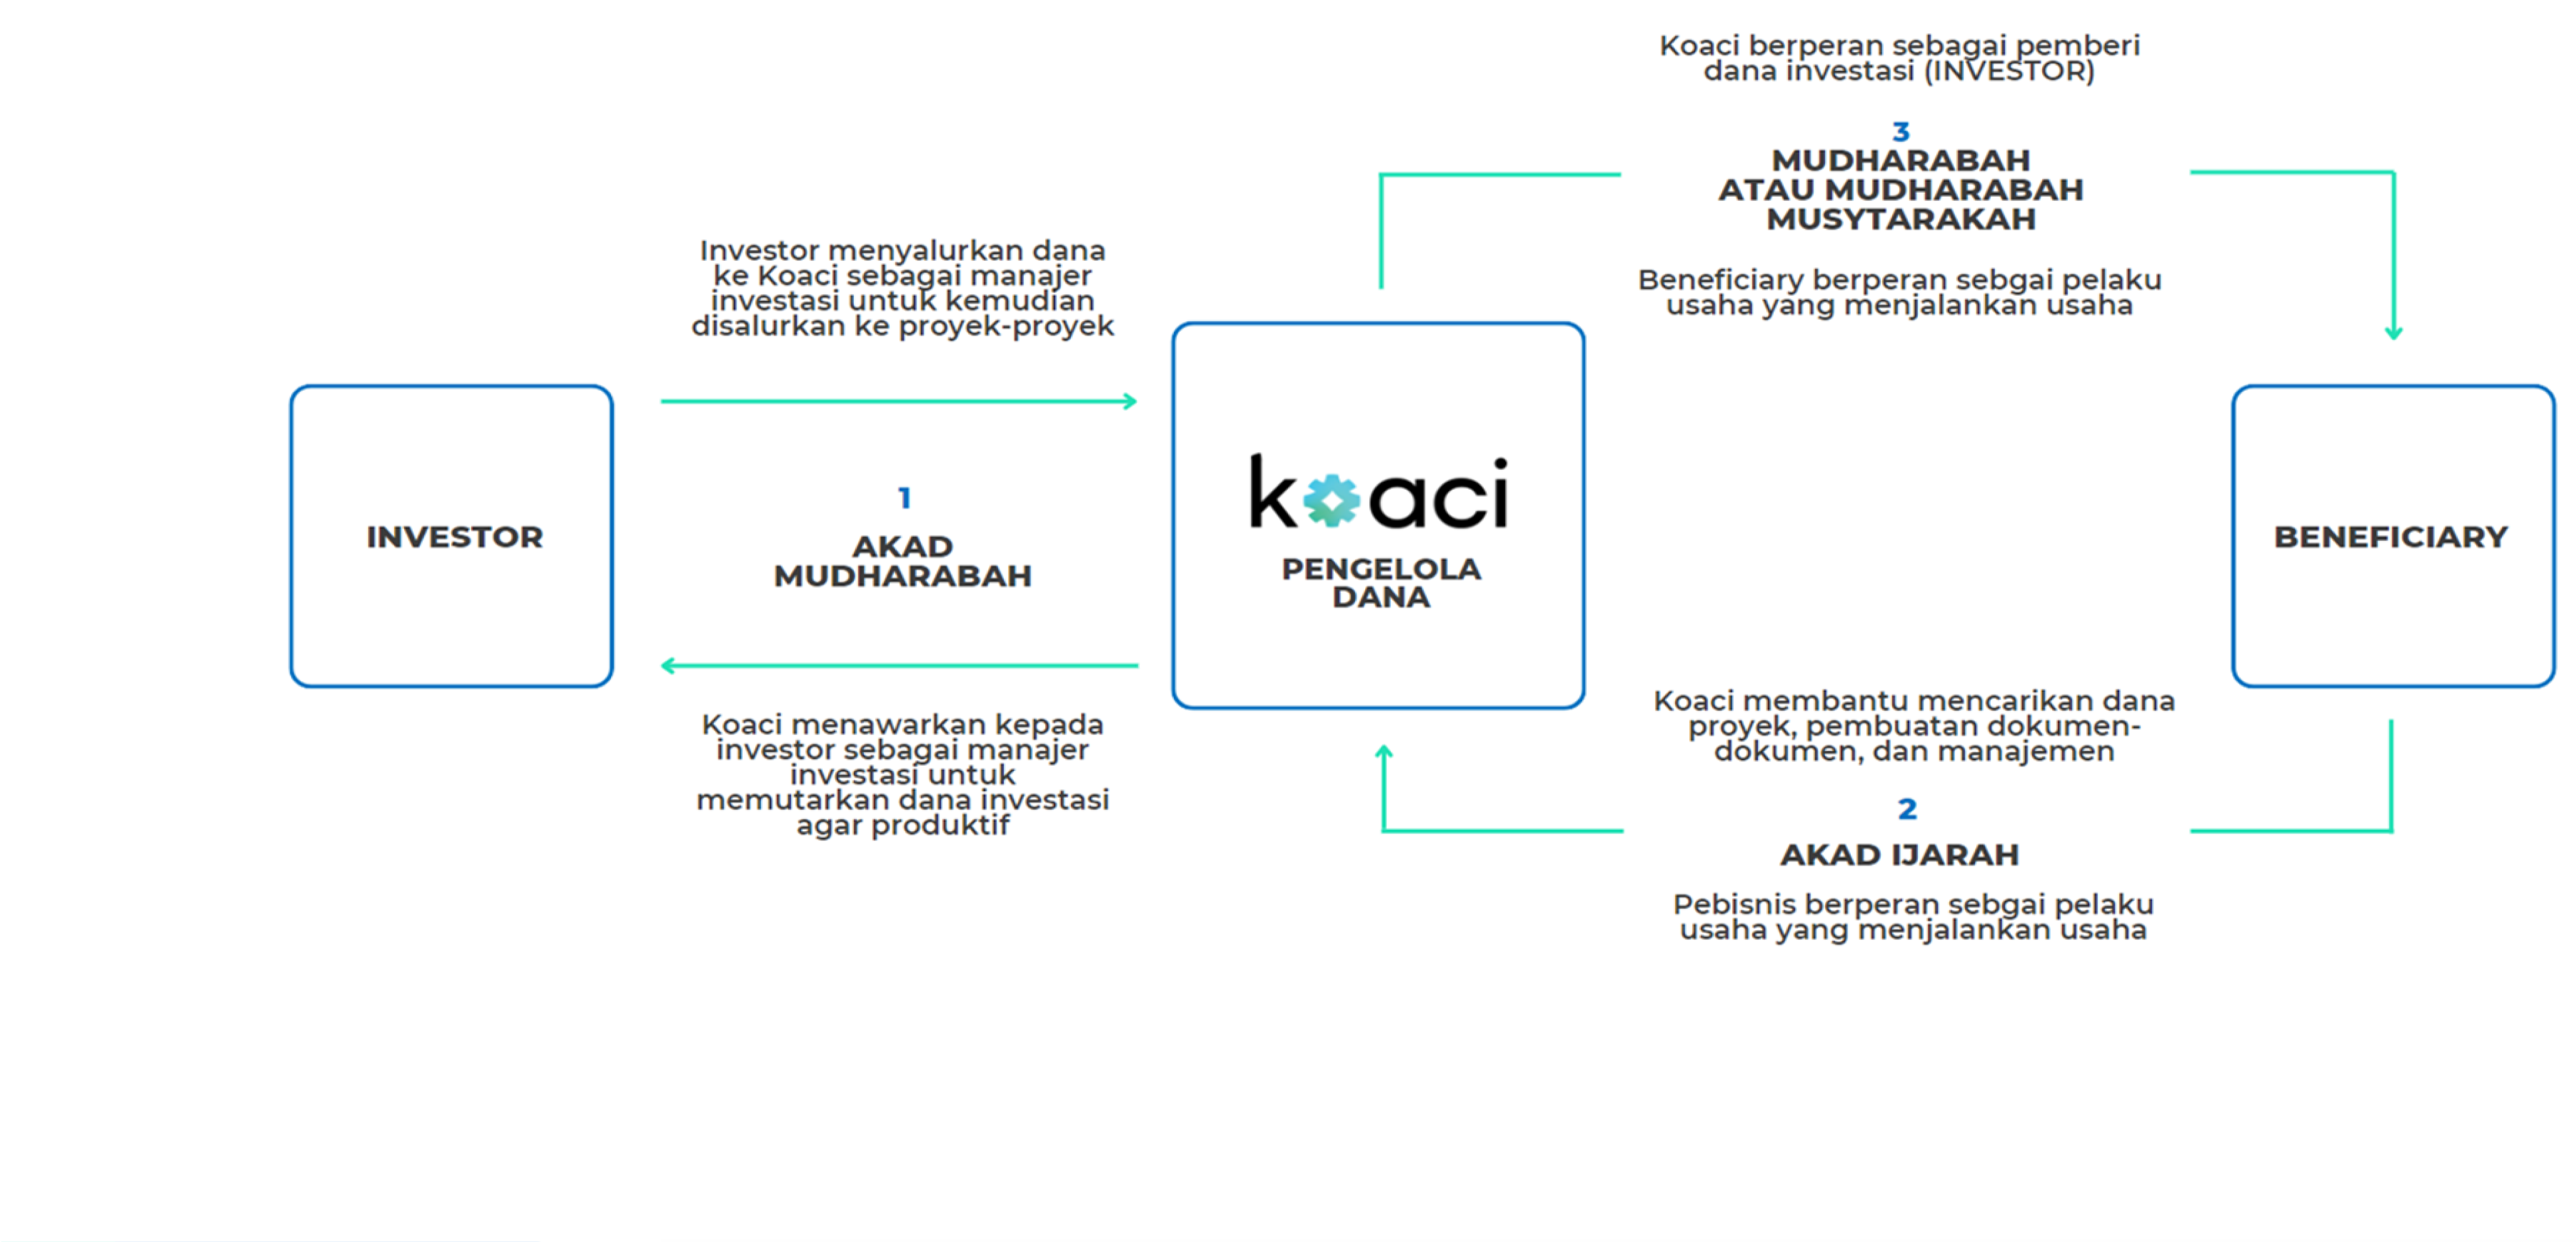 Koaci berperan sebagai pemberi
dana investasi (INVESTOR)
3
MUDHARABAH
ATAU MUDHARABAH
MUSYTARAKAH
Beneficiary berperan sebgai pelaku
usaha yang menjalankan usaha
Investor menyalurkan dana
ke Koaci sebagai manajer
investasi untuk kemudian
disalurkan ke proyek-proyek
INVESTOR
1
AKAD
MUDHARABAH
koaci
PENGELOLA
DANA
BENEFICIARY
Koaci menawarkan kepada
investor sebagai manajer
investasi untuk
memutarkan dana investasi
agar produktif
Koaci membantu mencarikan dana
proyek, pembuatan dokumen-
dokumen, dan manajemen
2
AKAD IJARAH
Pebisnis berperan sebgai pelaku
usaha yang menjalankan usaha